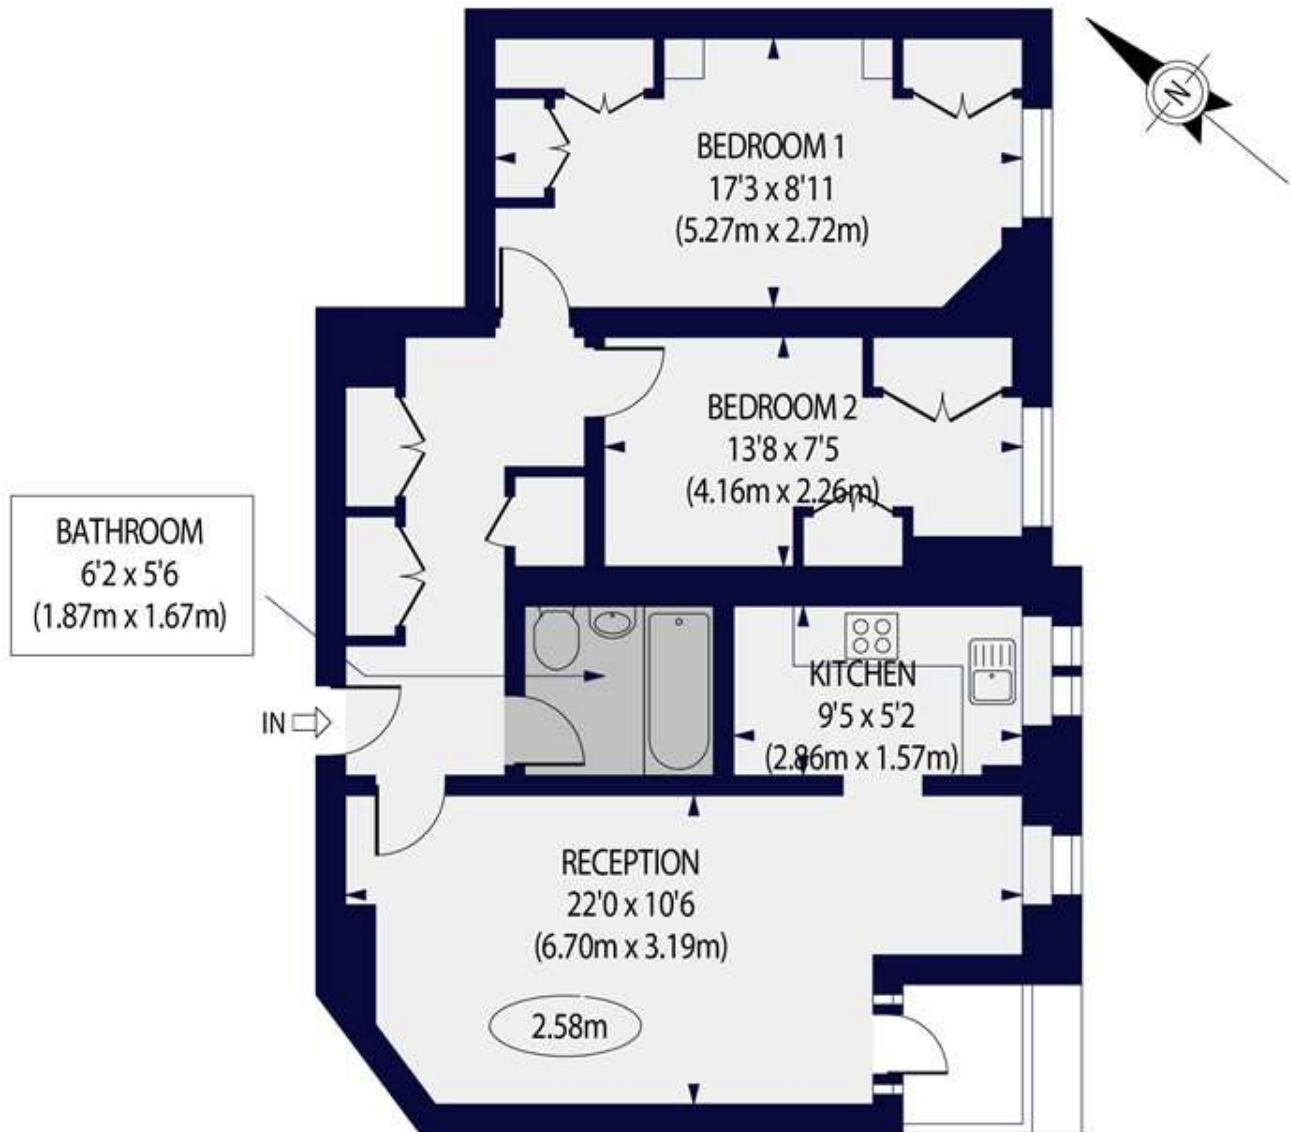 N
BEDROOM 1
17'3 x 8'11
(5.27m x 2.72m)
BEDROOM 2
13'8 x 7'5
(4.16m x 2.26m)
BATHROOM
6'2 x 5'6
(1.87m x 1.67m)
KITCHEN
9'5 x 5'2
(2.86m x 1.57m)
IN
RECEPTION
22'0 x 10'6
(6.70m x 3.19m)
2.58m